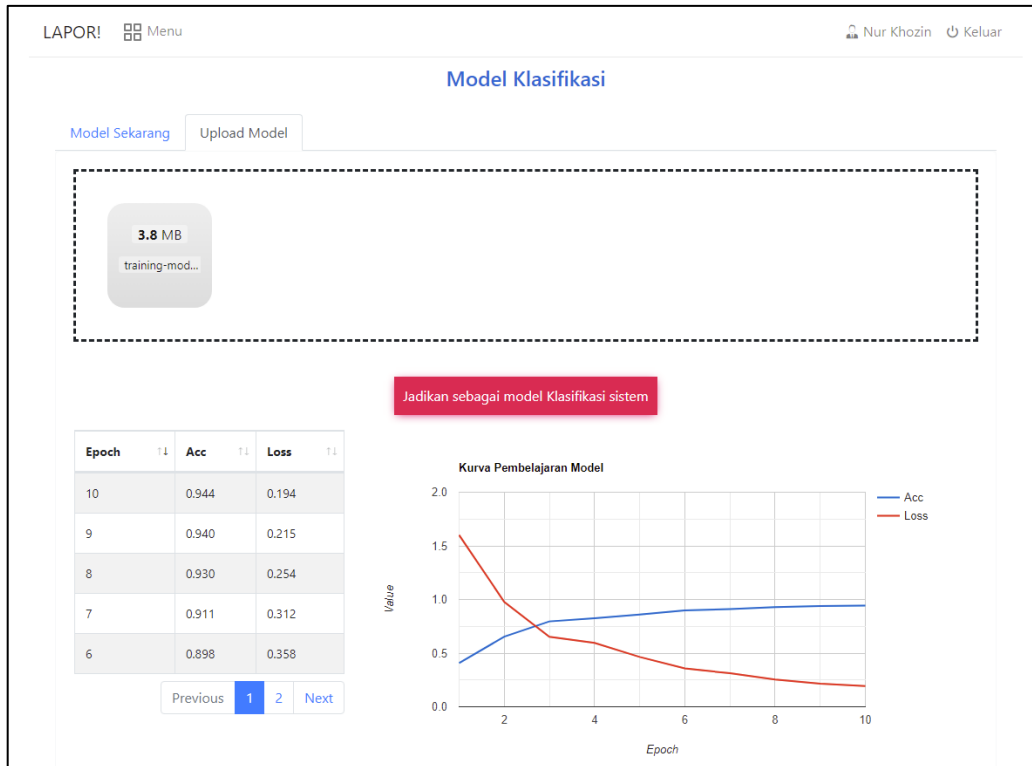 LAPOR! Menu Nur Khozin Keluar
Model Klasifikasi
Model Sekarang Upload Model
3.8 MB
training-mod...
Jadikan sebagai model Klasifikasi sistem
Epoch Acc Loss
10 0.944 0.194
9 0.940 0.215
8 0.930 0.254
7 0.911 0.312
6 0.898 0.358
Previous 1 2 Next
Kurva Pembelajaran Model
2.0
1.5
1.0
0.5
0.0
Value
2 4 6 8 10
Epoch
Acc
Loss